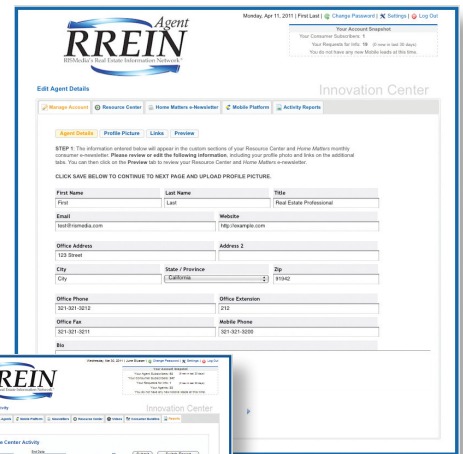 Monday, Apr 11, 2011 | First Last | Change Password | Settings | Log Out
Agent
RREIN
RISMedia's Real Estate Information Network
Your Account Snapshot
Your Consumer Subscribers: 1
Your Requests for Info: 19 (0 new in last 30 days)
You do not have any new Mobile leads at this time.
Edit Agent Details
Innovation Center
Manage Account Resource Center Home Matters e-Newsletter Mobile Platform Activity Reports
Agent Details Profile Picture Links Preview
STEP 1: The information entered below will appear in the custom sections of your Resource Center and Home Matters monthly
consumer e-newsletter. Please review or edit the following information, including your profile photo and links on the additional
tabs. You can then click on the Preview tab to review your Resource Center and Home Matters e-newsletter.
CLICK SAVE BELOW TO CONTINUE TO NEXT PAGE AND UPLOAD PROFILE PICTURE.
First Name Last Name Title
First Last Real Estate Professional
Email Website
test@rismedia.com http://example.com
Office Address Address 2
123 Street
City State / Province Zip
City California 91942
Office Phone Office Extension
321-321-3212 212
Office Fax Mobile Phone
321-321-3211 321-321-3200
Bio
REIN
Innovation Center
Center Activity